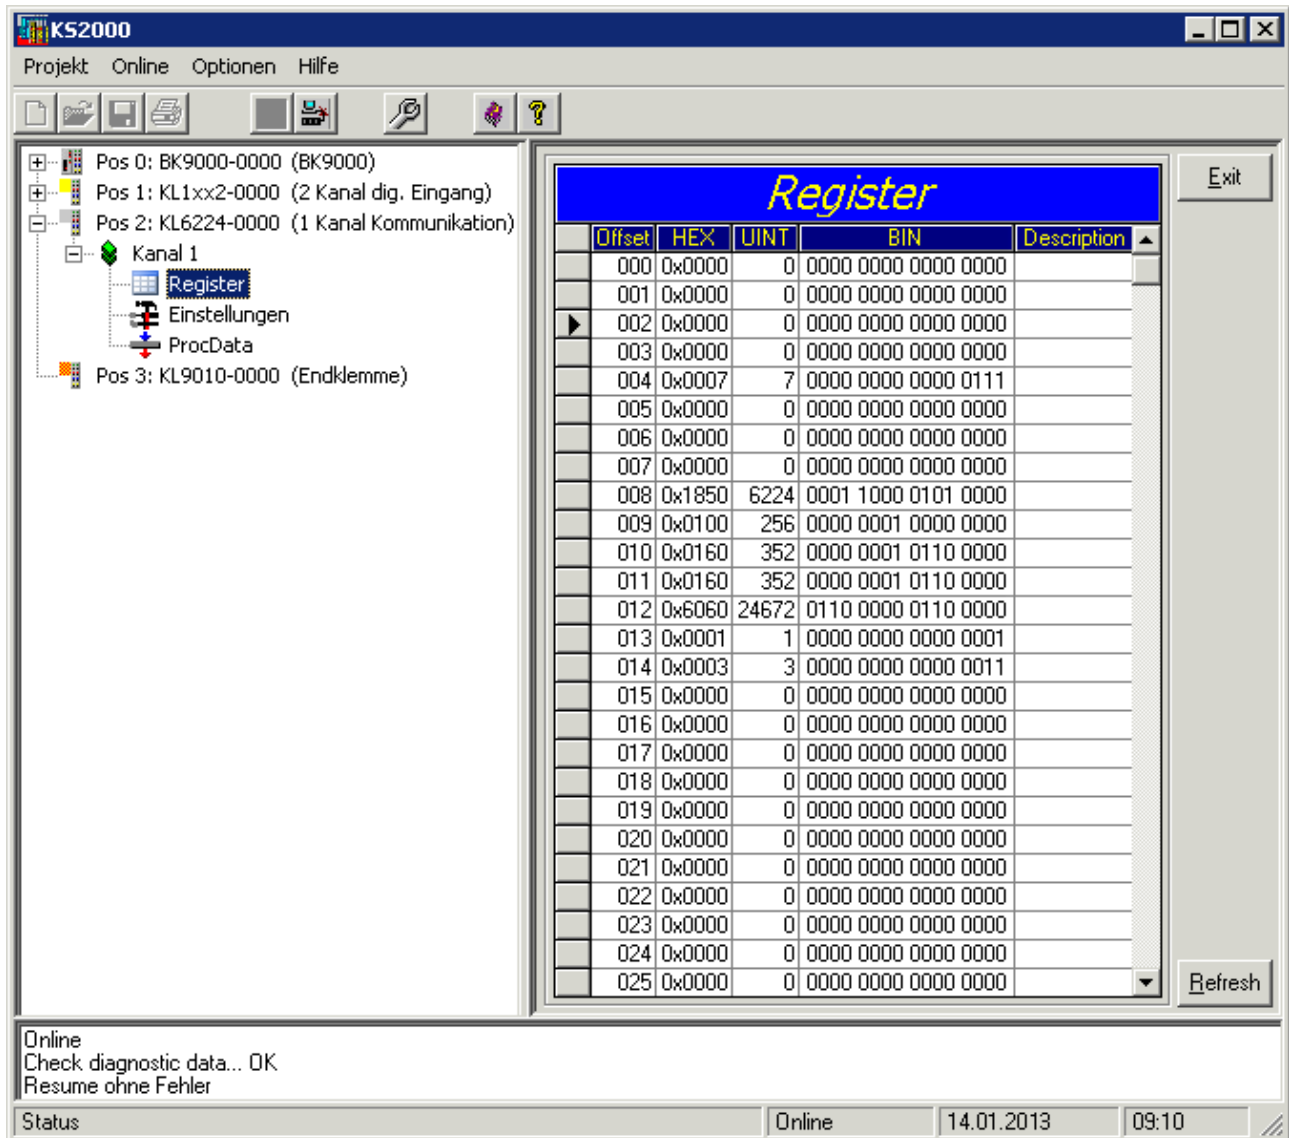 KS2000
Projekt Online Optionen Hilfe
Pos 0: BK9000-0000 (BK9000)
Pos 1: KL1xx2-0000 (2 Kanal dig. Eingang)
Pos 2: KL6224-0000 (1 Kanal Kommunikation)
Kanal 1
Register
Einstellungen
ProcData
Pos 3: KL9010-0000 (Endklemme)
Register
Offset HEX UINT BIN Description
000 0x0000 0 0000 0000 0000 0000
001 0x0000 0 0000 0000 0000 0000
002 0x0000 0 0000 0000 0000 0000
003 0x0000 0 0000 0000 0000 0000
004 0x0007 7 0000 0000 0000 0111
005 0x0000 0 0000 0000 0000 0000
006 0x0000 0 0000 0000 0000 0000
007 0x0000 0 0000 0000 0000 0000
008 0x1850 6224 0001 1000 0101 0000
009 0x0100 256 0000 0001 0000 0000
010 0x0160 352 0000 0001 0110 0000
011 0x0160 352 0000 0001 0110 0000
012 0x6060 24672 0110 0000 0110 0000
013 0x0001 1 0000 0000 0000 0001
014 0x0003 3 0000 0000 0000 0011
015 0x0000 0 0000 0000 0000 0000
016 0x0000 0 0000 0000 0000 0000
017 0x0000 0 0000 0000 0000 0000
018 0x0000 0 0000 0000 0000 0000
019 0x0000 0 0000 0000 0000 0000
020 0x0000 0 0000 0000 0000 0000
021 0x0000 0 0000 0000 0000 0000
022 0x0000 0 0000 0000 0000 0000
023 0x0000 0 0000 0000 0000 0000
024 0x0000 0 0000 0000 0000 0000
025 0x0000 0 0000 0000 0000 0000
Exit
Refresh
Online
Check diagnostic data... OK
Resume ohne Fehler
Status Online 14.01.2013 09:10